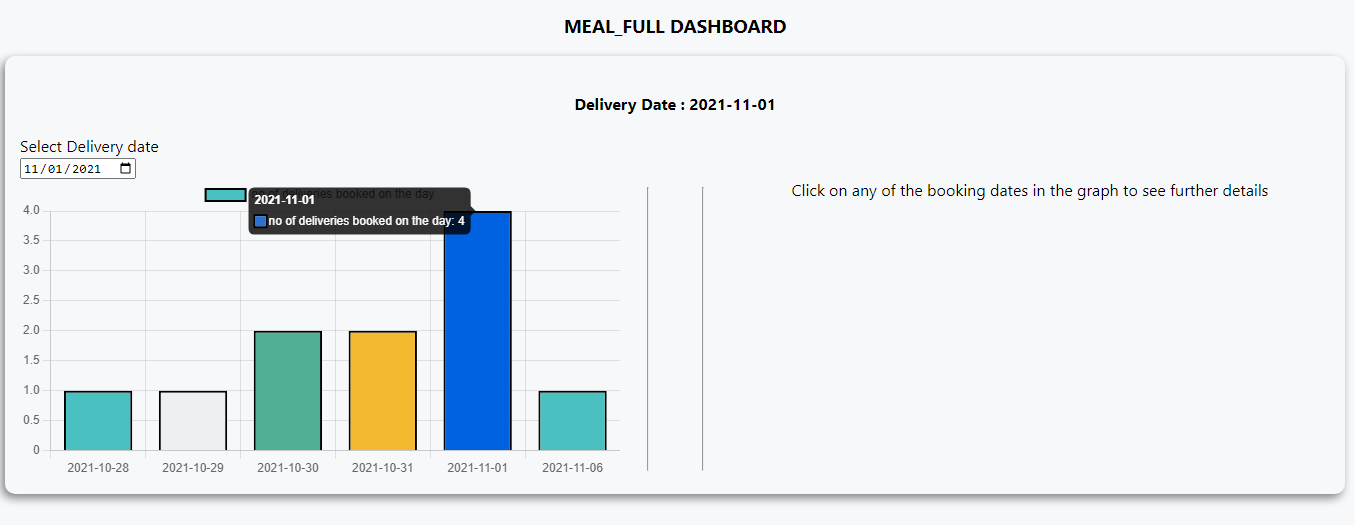 MEAL_FULL DASHBOARD
Delivery Date : 2021-11-01
Select Delivery date
11/01/2021
no of deliveries booked on the day
2021-11-01
no of deliveries booked on the day: 4
4.0
3.5
3.0
2.5
2.0
1.5
1.0
0.5
0
2021-10-28 2021-10-29 2021-10-30 2021-10-31 2021-11-01 2021-11-06
Click on any of the booking dates in the graph to see further details